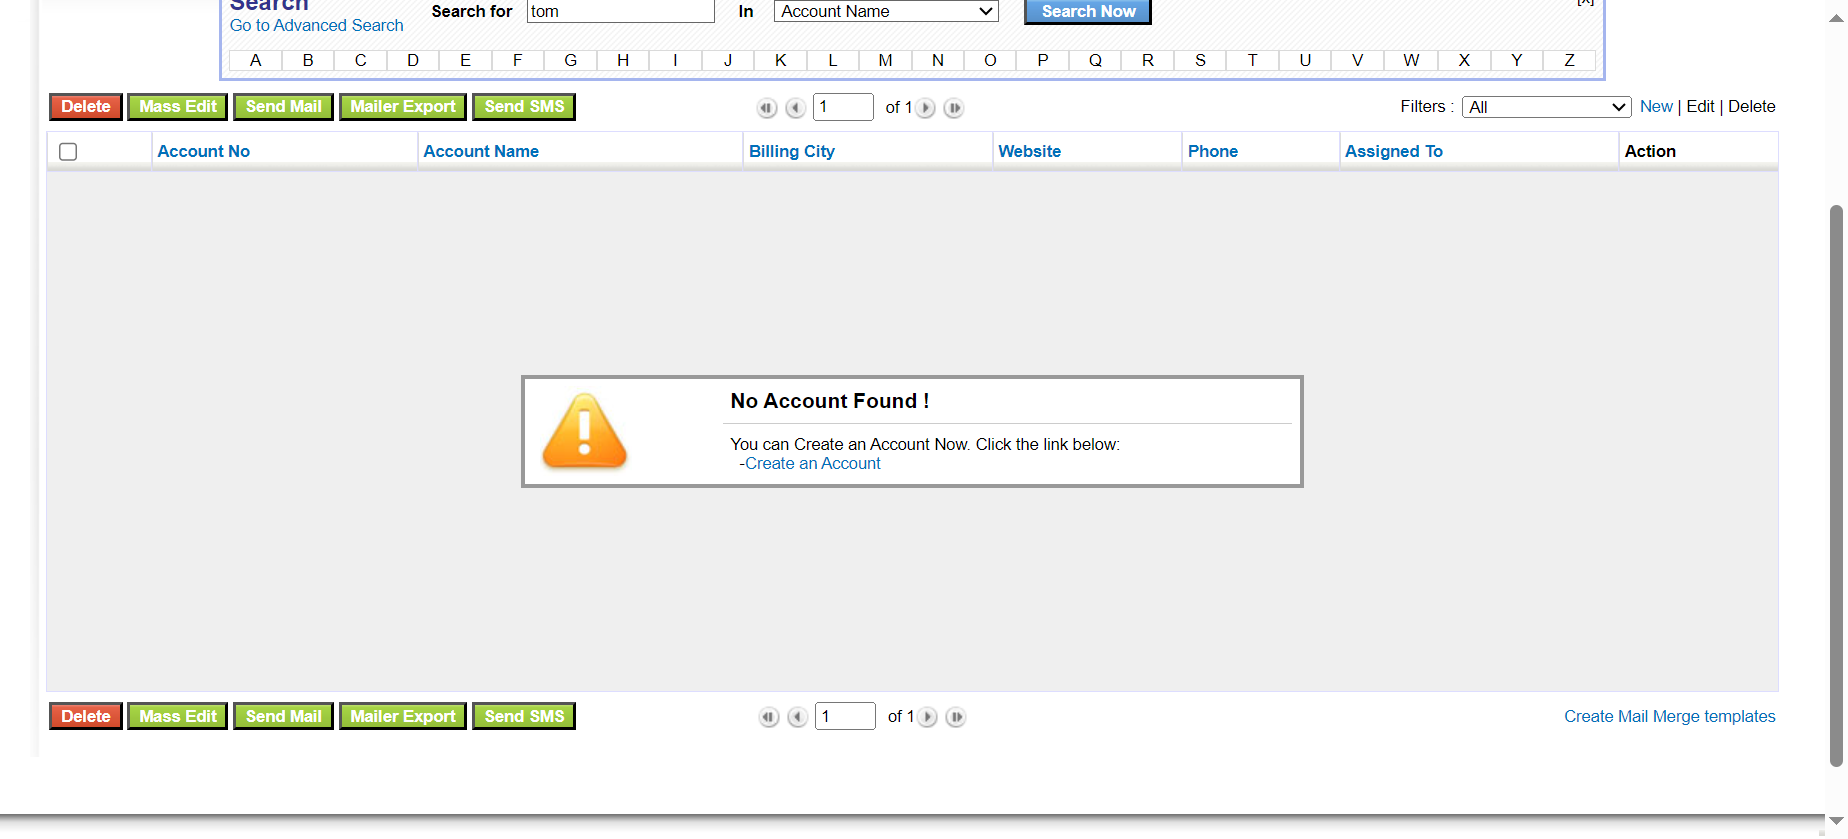 Search Search for tom In Account Name Search Now [x]
Go to Advanced Search
A B C D E F G H I J K L M N O P Q R S T U V W X Y Z
Delete Mass Edit Send Mail Mailer Export Send SMS 1 of 1 Filters : All New | Edit | Delete
Account No Account Name Billing City Website Phone Assigned To Action
No Account Found !
You can Create an Account Now. Click the link below:
-Create an Account
Delete Mass Edit Send Mail Mailer Export Send SMS 1 of 1 Create Mail Merge templates